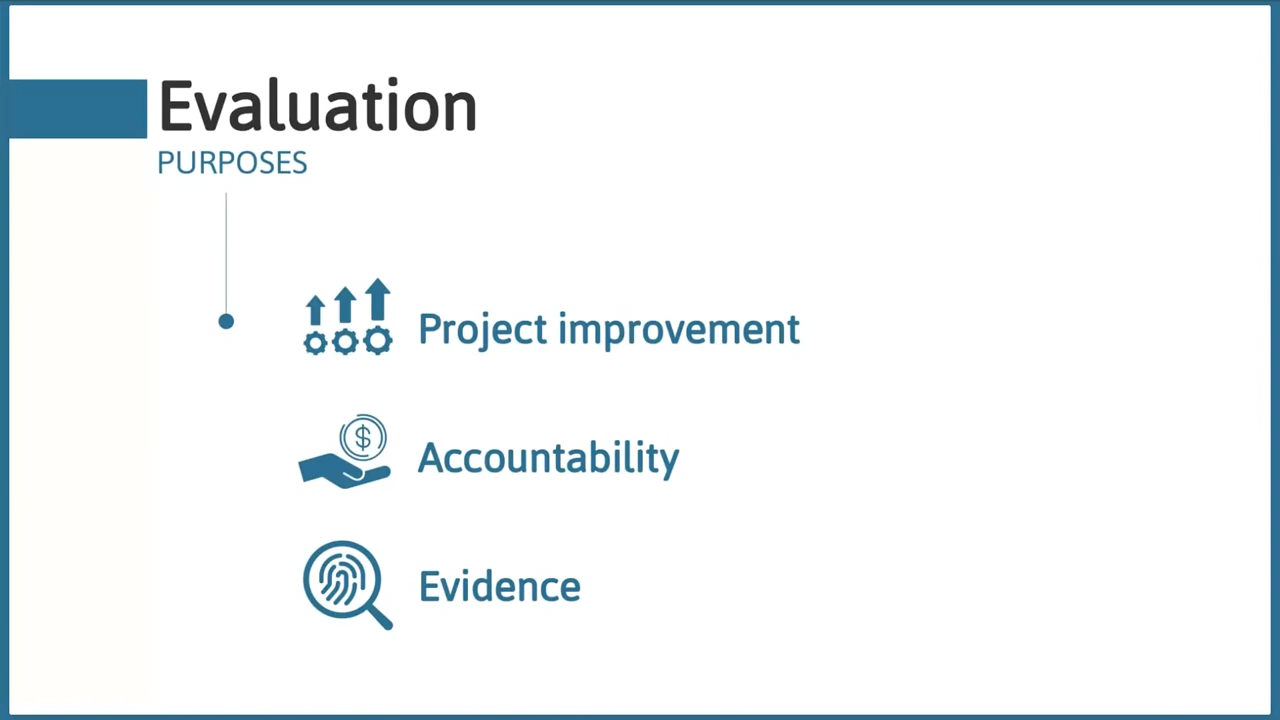 Evaluation
PURPOSES
Project improvement
$
Accountability
Evidence